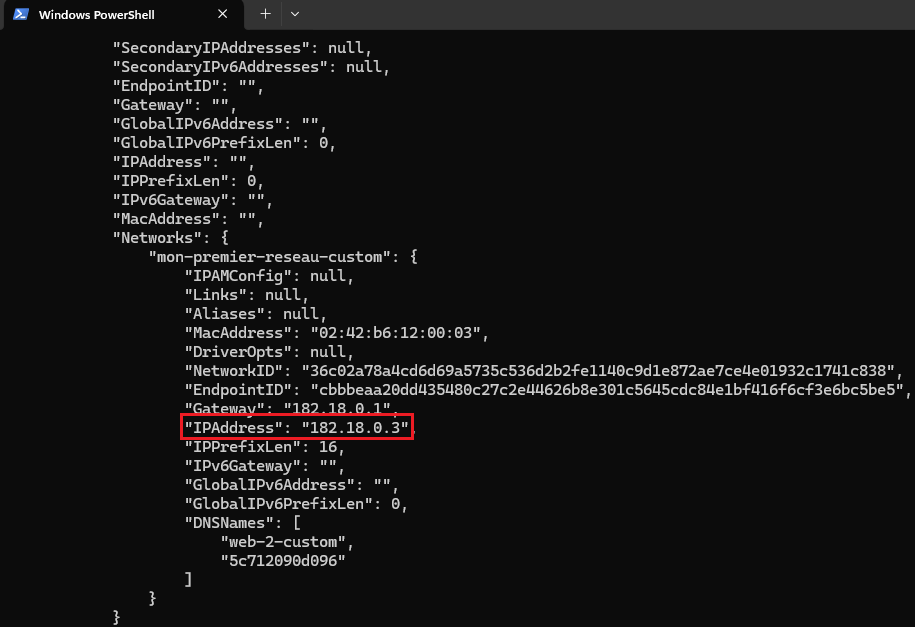 Windows PowerShell
"SecondaryIPAddresses": null,
"SecondaryIPv6Addresses": null,
"EndpointID": "",
"Gateway": "",
"GlobalIPv6Address": "",
"GlobalIPv6PrefixLen": 0,
"IPAddress": "",
"IPPrefixLen": 0,
"IPv6Gateway": "",
"MacAddress": "",
"Networks": {
"mon-premier-reseau-custom": {
"IPAMConfig": null,
"Links": null,
"Aliases": null,
"MacAddress": "02:42:b6:12:00:03",
"DriverOpts": null,
"NetworkID": "36c02a78a4cd6d69a5735c536d2b2fe1140c9d1e872ae7ce4e01932c1741c838",
"EndpointID": "cbbbeaa20dd435480c27c2e44626b8e301c5645cdc84e1bf416f6cf3e6bc5be5",
"Gateway": "182.18.0.1",
"IPAddress": "182.18.0.3",
"IPPrefixLen": 16,
"IPv6Gateway": "",
"GlobalIPv6Address": "",
"GlobalIPv6PrefixLen": 0,
"DNSNames": [
"web-2-custom",
"5c712090d096"
]
}
}